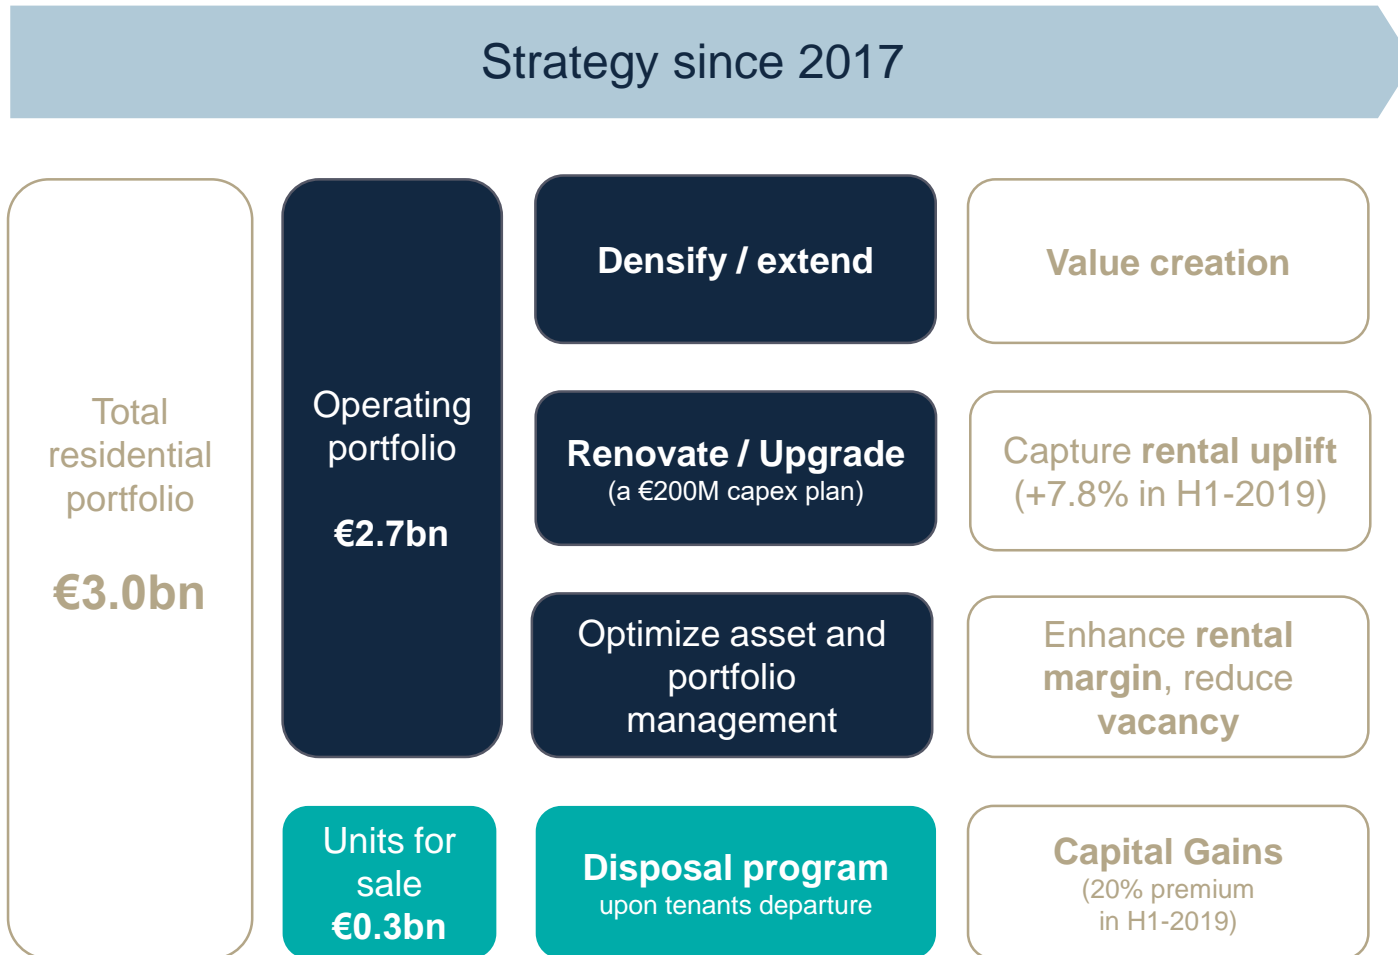 Strategy since 2017
Total
residential
portfolio
€3.0bn
Operating
portfolio
€2.7bn
Densify / extend
Value creation
Renovate / Upgrade
(a €200M capex plan)
Capture rental uplift
(+7.8% in H1-2019)
Optimize asset and
portfolio
management
Enhance rental
margin, reduce
vacancy
Units for
sale
€0.3bn
Disposal program
upon tenants departure
Capital Gains
(20% premium
in H1-2019)